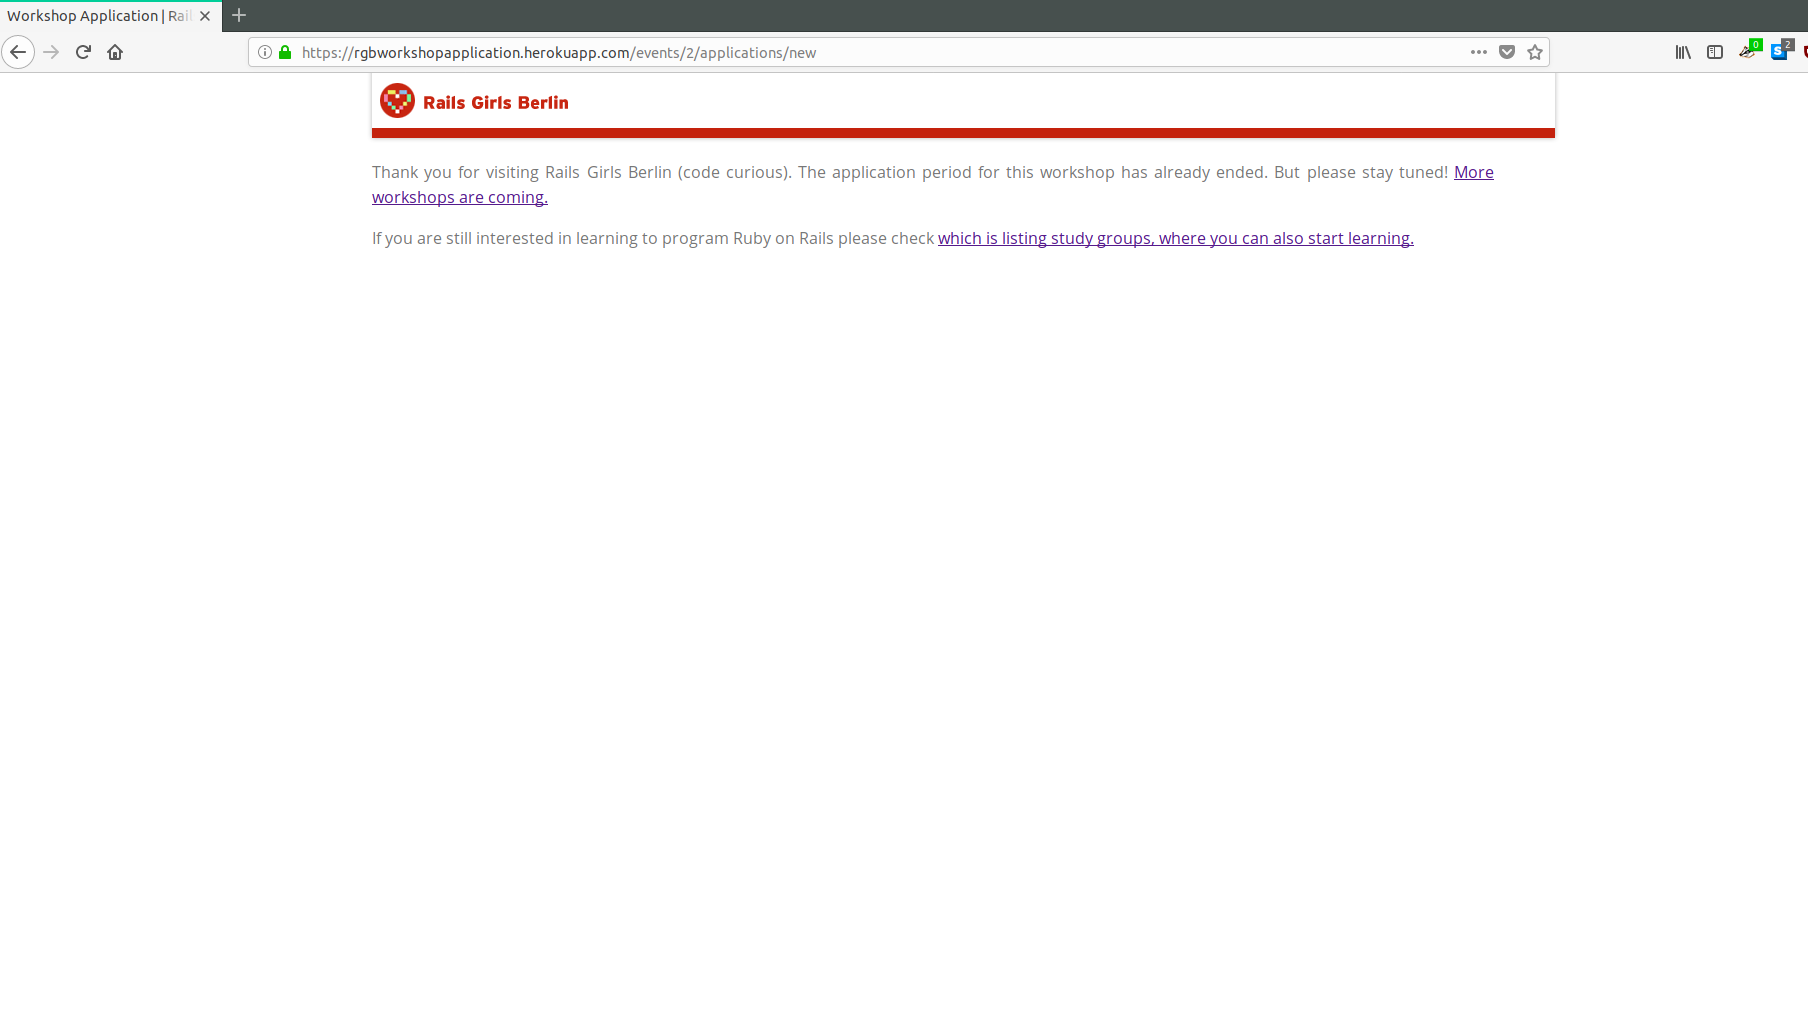 Workshop Application | Rail
https://rgbworkshopapplication.herokuapp.com/events/2/applications/new
0
S 2
Rails Girls Berlin
Thank you for visiting Rails Girls Berlin (code curious). The application period for this workshop has already ended. But please stay tuned! More
workshops are coming.
If you are still interested in learning to program Ruby on Rails please check which is listing study groups, where you can also start learning.